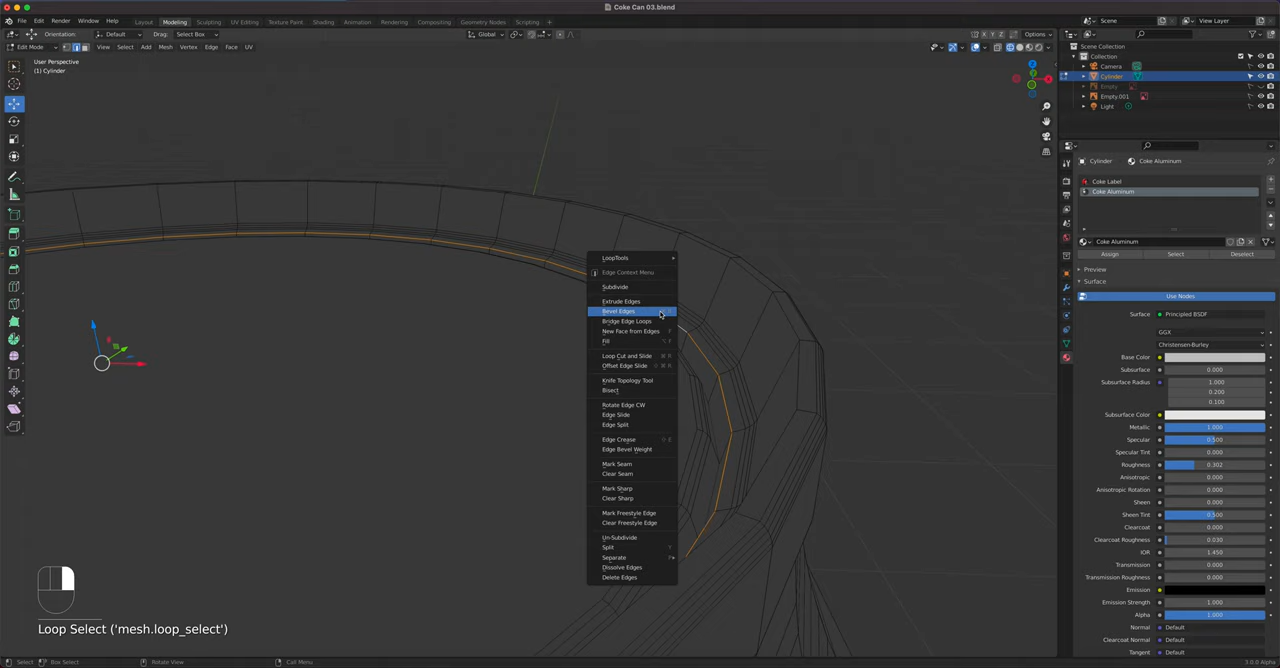 Coke Can 03.blend
File Edit Render Window Help
Layout Modeling Sculpting UV Editing Texture Paint Shading Animation Rendering Compositing Geometry Nodes Scripting
Scene View Layer
Orientation: Default Drag: Select Box Global Options
Edit Mode View Select Add Mesh Vertex Edge Face UV
User Perspective
(1) Cylinder
Scene Collection
Collection
Camera
Cylinder
Empty
Empty.001
Light
Cylinder Coke Aluminum
Coke Label
Coke Aluminum
Coke Aluminum
Assign Select Deselect
Preview
Surface
Use Nodes
Surface Principled BSDF
GGX
Christensen-Burley
Base Color
Subsurface 0.000
Subsurface Radius 1.000
0.200
0.100
Subsurface Color
Metallic 1.000
Specular 0.500
Specular Tint 0.000
Roughness 0.302
Anisotropic 0.000
Anisotropic Rotation 0.000
Sheen 0.000
Sheen Tint 0.500
Clearcoat 0.000
Clearcoat Roughness 0.030
IOR 1.450
Transmission 0.000
Transmission Roughness 0.000
Emission
Emission Strength 1.000
Alpha 1.000
Normal Default
Clearcoat Normal Default
Tangent Default
LoopTools
Edge Context Menu
Subdivide
Extrude Edges
Bevel Edges
Bridge Edge Loops
New Face from Edges F
Fill ⌥ F
Loop Cut and Slide ⌘ R
Offset Edge Slide ⇧ ⌘ R
Knife Topology Tool
Bisect
Rotate Edge CW
Edge Slide
Edge Split
Edge Crease ⇧ E
Edge Bevel Weight
Mark Seam
Clear Seam
Mark Sharp
Clear Sharp
Mark Freestyle Edge
Clear Freestyle Edge
Un-Subdivide
Split Y
Separate P
Dissolve Edges
Delete Edges
Loop Select ('mesh.loop_select')
Select Box Select Rotate View Call Menu 3.0.0 Alpha